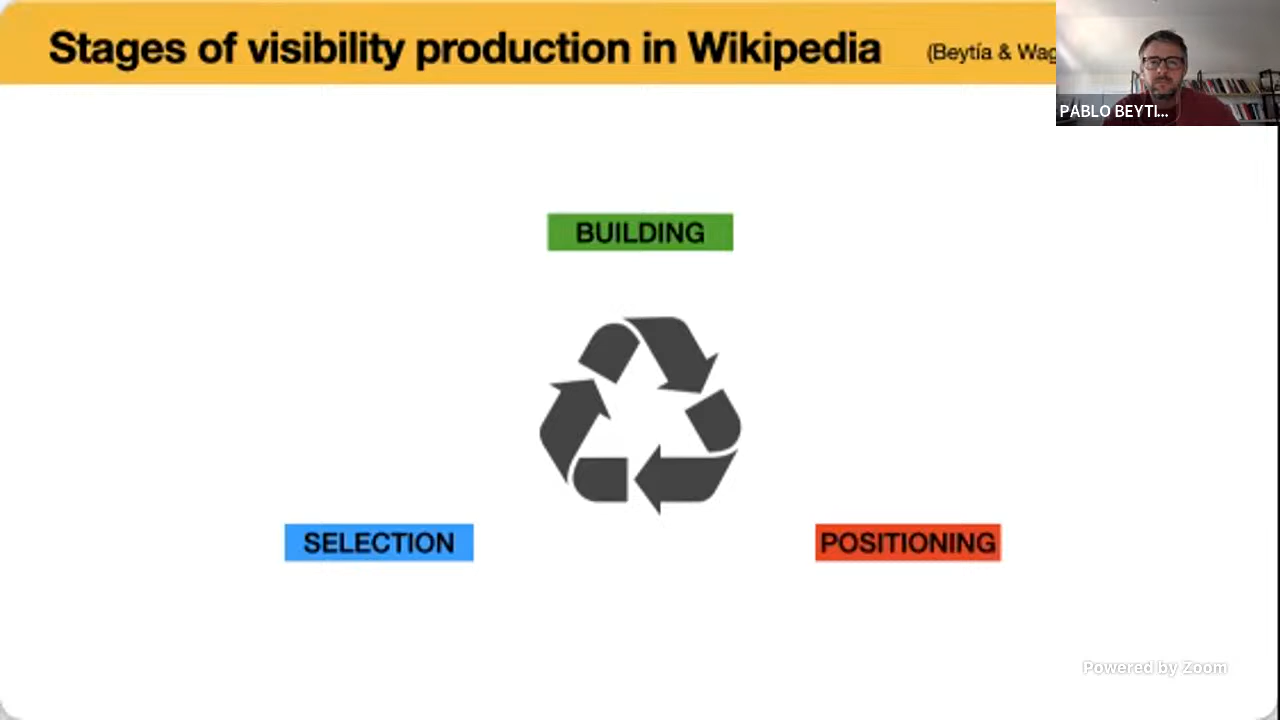 Stages of visibility production in Wikipedia (Beytía & Wag
PABLO BEYTI...
BUILDING
SELECTION
POSITIONING
Powered by Zoom